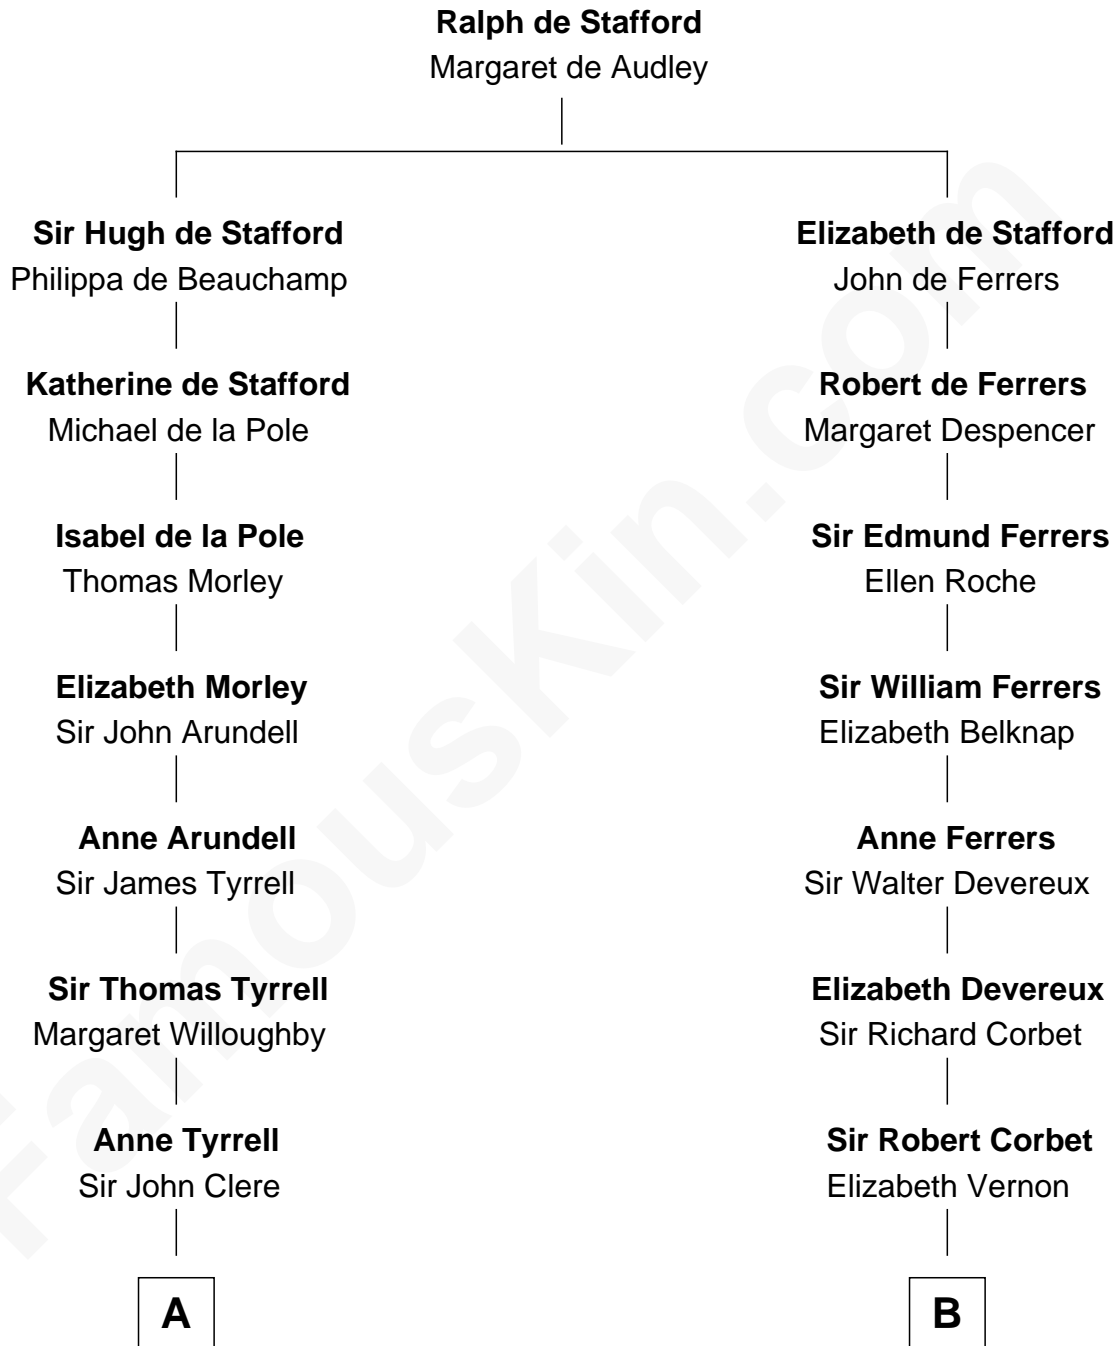 Ralph de Stafford
Margaret de Audley
Sir Hugh de Stafford
Philippa de Beauchamp
Katherine de Stafford
Michael de la Pole
Isabel de la Pole
Thomas Morley
Elizabeth Morley
Sir John Arundell
Anne Arundell
Sir James Tyrrell
Sir Thomas Tyrrell
Margaret Willoughby
Anne Tyrrell
Sir John Clere
A
Elizabeth de Stafford
John de Ferrers
Robert de Ferrers
Margaret Despencer
Sir Edmund Ferrers
Ellen Roche
Sir William Ferrers
Elizabeth Belknap
Anne Ferrers
Sir Walter Devereux
Elizabeth Devereux
Sir Richard Corbet
Sir Robert Corbet
Elizabeth Vernon
B
FamousKin.com